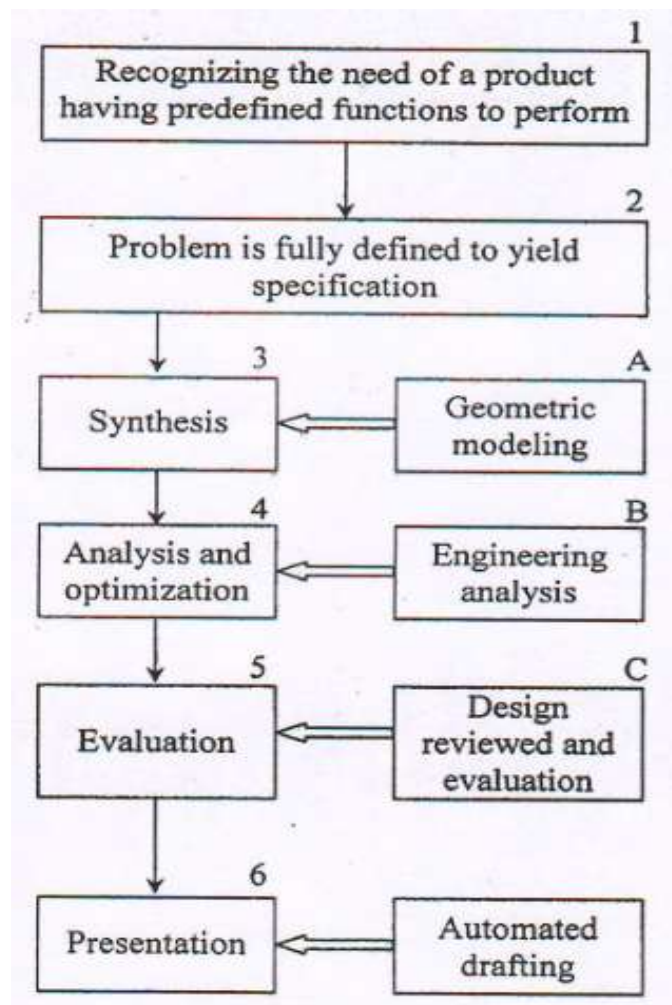 1
Recognizing the need of a product
having predefined functions to perform
2
Problem is fully defined to yield
specification
3
Synthesis
A
Geometric
modeling
4
Analysis and
optimization
B
Engineering
analysis
5
Evaluation
C
Design
reviewed and
evaluation
6
Presentation
Automated
drafting